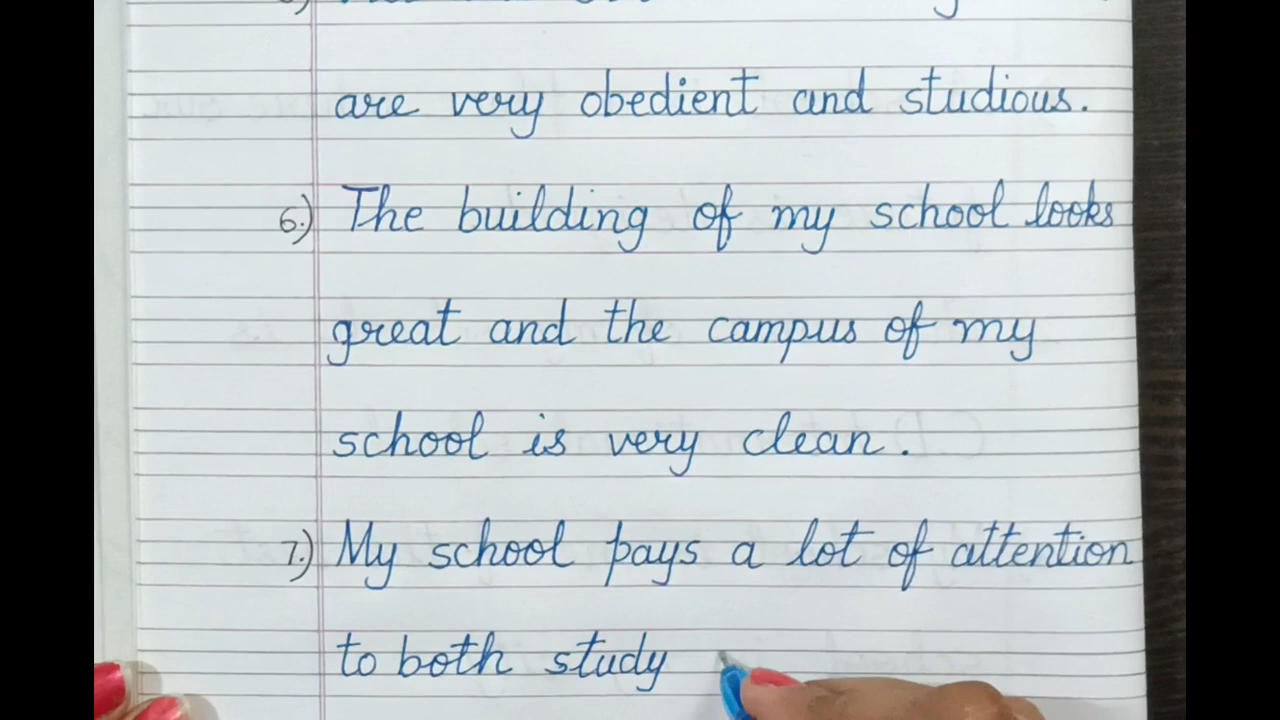 are very obedient and studious.
6.) The building of my school looks
great and the campus of my
school is very clean.
7.) My school pays a lot of attention
to both study